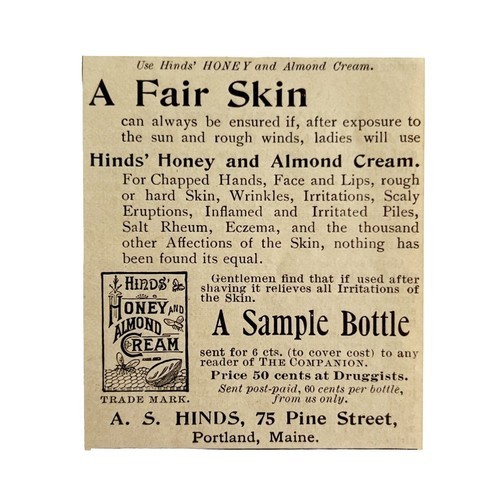 Use Hinds' HONEY and Almond Cream.
A Fair Skin
can always be ensured if, after exposure to
the sun and rough winds, ladies will use
Hinds' Honey and Almond Cream.
For Chapped Hands, Face and Lips, rough
or hard Skin, Wrinkles, Irritations, Scaly
Eruptions, Inflamed and Irritated Piles,
Salt Rheum, Eczema, and the thousand
other Affections of the Skin, nothing has
been found its equal.
HINDS'
HONEY AND
ALMOND
CREAM
TRADE MARK.
Gentlemen find that if used after
shaving it relieves all Irritations of
the Skin.
A Sample Bottle
sent for 6 cts. (to cover cost) to any
reader of THE COMPANION.
Price 50 cents at Druggists.
Sent post-paid, 60 cents per bottle,
from us only.
A. S. HINDS, 75 Pine Street,
Portland, Maine.